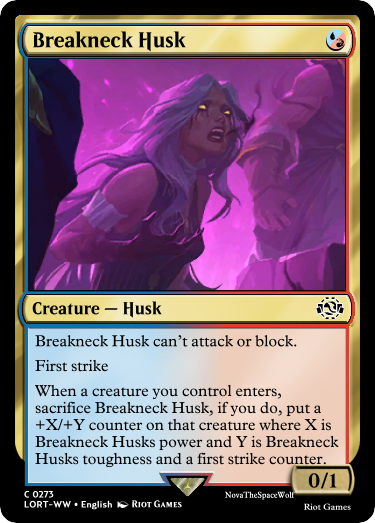 Breakneck Husk
Creature — Husk
Breakneck Husk can't attack or block.
First strike
When a creature you control enters,
sacrifice Breakneck Husk, if you do, put a
+X/+Y counter on that creature where X is
Breakneck Husks power and Y is Breakneck
Husks toughness and a first strike counter.
0/1
C 0273
LORT-WW • English Riot Games
NovaTheSpaceWolf
Riot Games